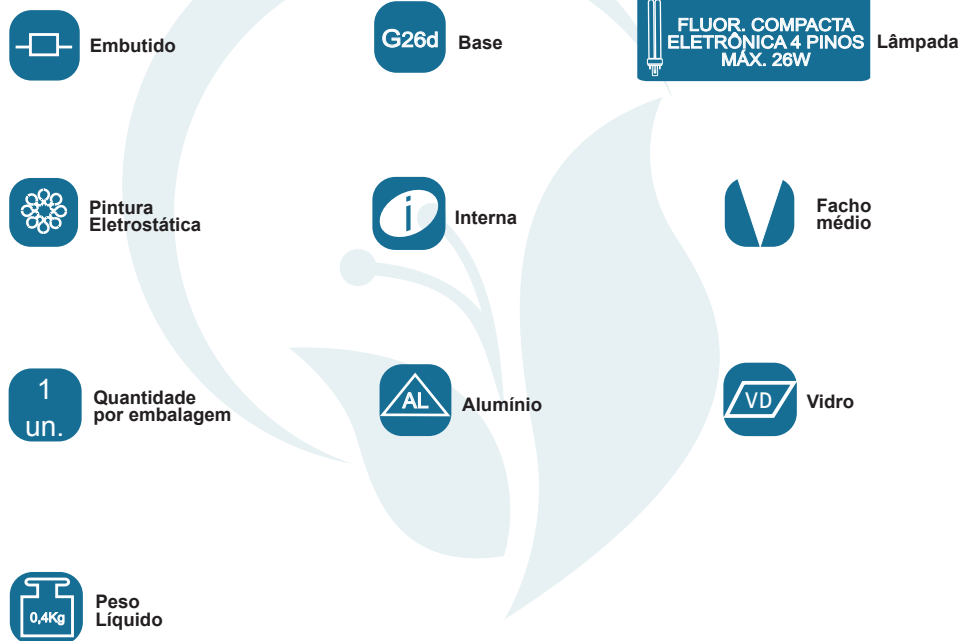 Embutido
G26d
Base
FLUOR. COMPACTA
ELETRÔNICA 4 PINOS
MÁX. 26W
Lâmpada
Pintura
Eletrostática
i
Interna
Facho
médio
1
un.
Quantidade
por embalagem
AL
Alumínio
VD
Vidro
0,4Kg
Peso
Líquido